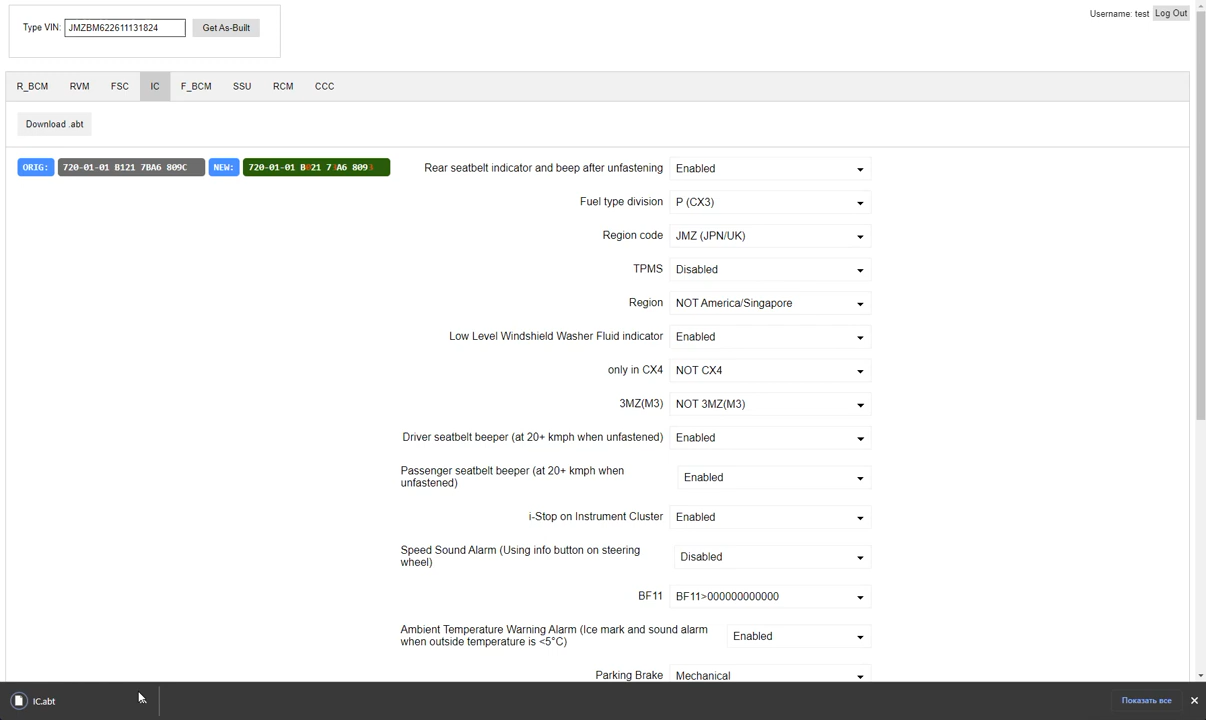 Type VIN: JMZBM622611131824 Get As-Built
Username: test Log Out
R_BCM RVM FSC IC F_BCM SSU RCM CCC
Download .abt
ORIG: 720-01-01 B121 7BA6 809C NEW: 720-01-01
Rear seatbelt indicator and beep after unfastening Enabled
Fuel type division P (CX3)
Region code JMZ (JPN/UK)
TPMS Disabled
Region NOT America/Singapore
Low Level Windshield Washer Fluid indicator Enabled
only in CX4 NOT CX4
3MZ(M3) NOT 3MZ(M3)
Driver seatbelt beeper (at 20+ kmph when unfastened) Enabled
Passenger seatbelt beeper (at 20+ kmph when
unfastened) Enabled
i-Stop on Instrument Cluster Enabled
Speed Sound Alarm (Using info button on steering
wheel) Disabled
BF11 BF11>000000000000
Ambient Temperature Warning Alarm (Ice mark and sound alarm
when outside temperature is <5°C) Enabled
Parking Brake Mechanical
IC.abt
Показать все